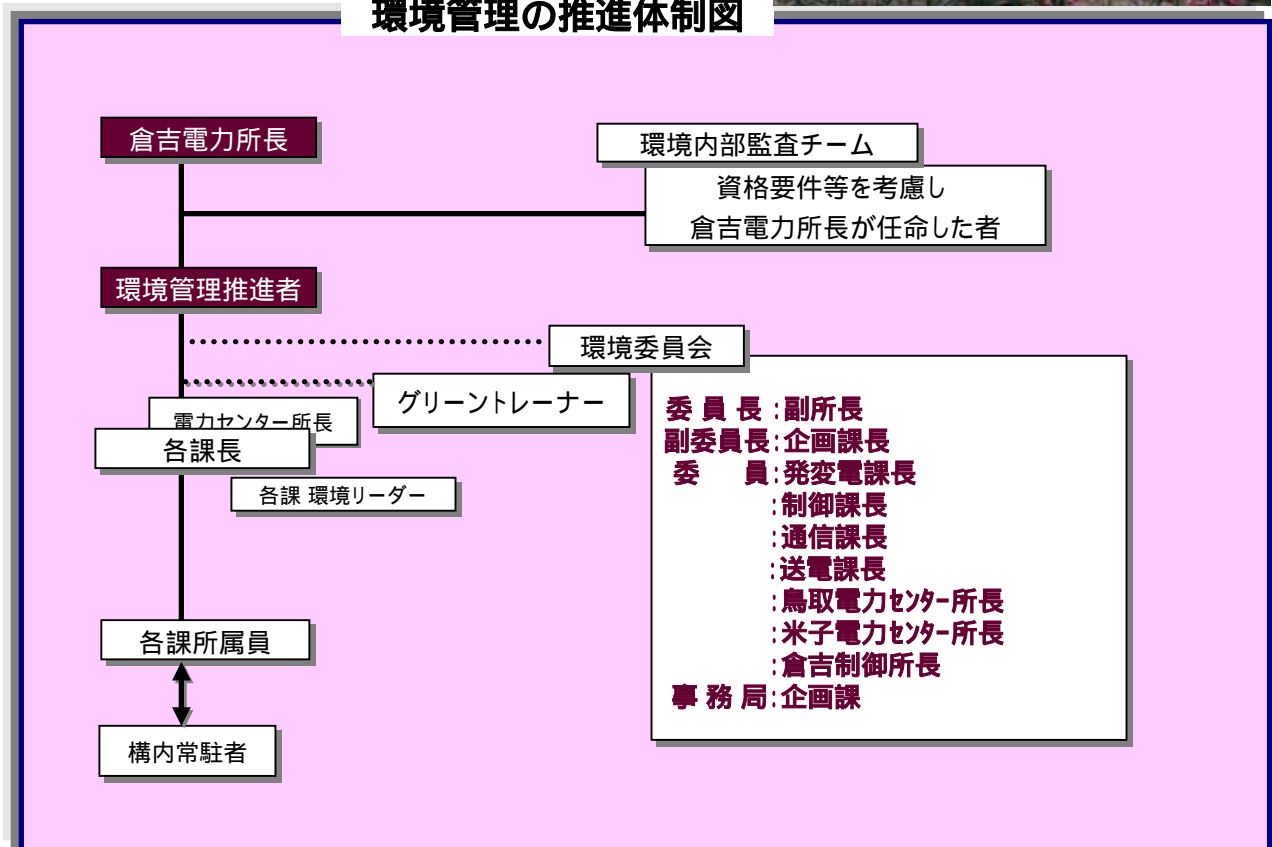 環境管理の推進体制図
倉吉電力所長
環境内部監査チーム
資格要件等を考慮し
倉吉電力所長が任命した者
環境管理推進者
環境委員会
グリーントレーナー
電力センター所長
各課長
各課 環境リーダー
委 員 長:副所長
副委員長:企画課長
委 員:発変電課長
:制御課長
:通信課長
:送電課長
:鳥取電力センター所長
:米子電力センター所長
:倉吉制御所長
事 務 局:企画課
各課所属員
構内常駐者